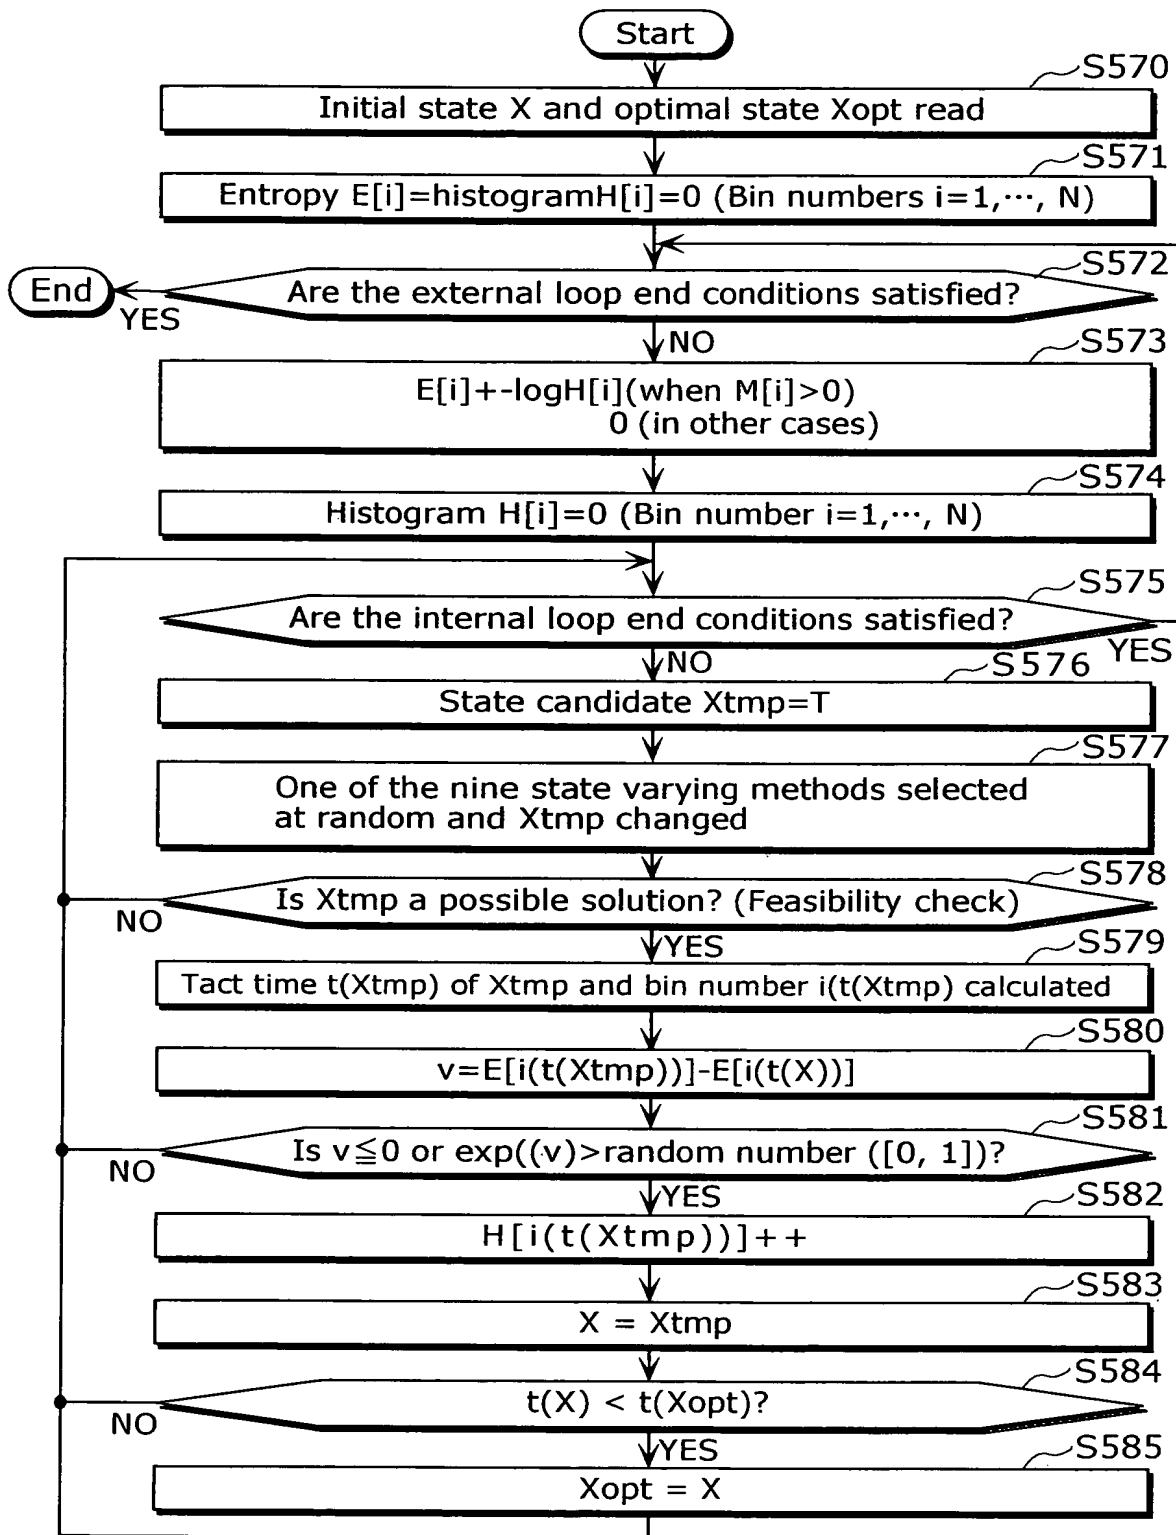 Start
S570
Initial state X and optimal state Xopt read
S571
Entropy E[i]=histogramH[i]=0 (Bin numbers i=1,···, N)
S572
End
Are the external loop end conditions satisfied?
YES
NO
S573
E[i]+-logH[i](when M[i]>0)
0 (in other cases)
S574
Histogram H[i]=0 (Bin number i=1,···, N)
S575
Are the internal loop end conditions satisfied?
YES
NO
S576
State candidate Xtmp=T
S577
One of the nine state varying methods selected
at random and Xtmp changed
S578
Is Xtmp a possible solution? (Feasibility check)
NO
YES
S579
Tact time t(Xtmp) of Xtmp and bin number i(t(Xtmp) calculated
S580
v=E[i(t(Xtmp))]-E[i(t(X))]
S581
Is v≦0 or exp((v)>random number ([0, 1])?
NO
YES
S582
H[i(t(Xtmp))]++
S583
X = Xtmp
S584
t(X) < t(Xopt)?
NO
YES
S585
Xopt = X